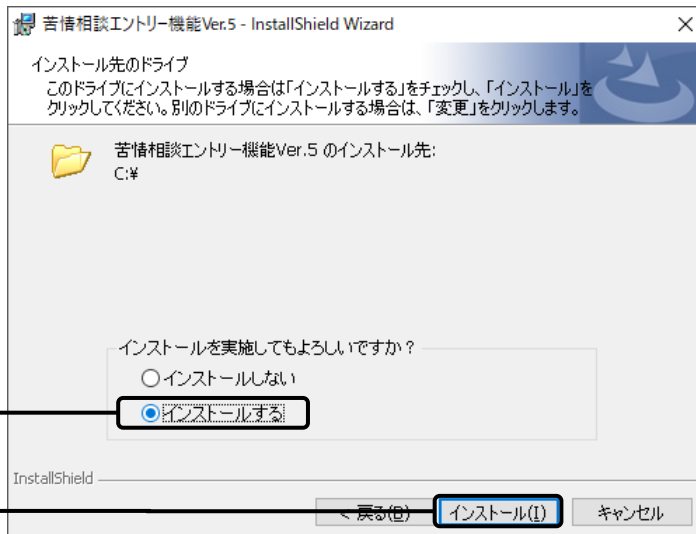 苦情相談エントリー機能Ver.5 - InstallShield Wizard
インストール先のドライブ
このドライブにインストールする場合は「インストールする」をチェックし、「インストール」を
クリックしてください。別のドライブにインストールする場合は、「変更」をクリックします。
苦情相談エントリー機能Ver.5 のインストール先:
C:¥
インストールを実施してもよろしいですか？
インストールしない
インストールする
InstallShield
< 戻る(B) インストール(I) キャンセル